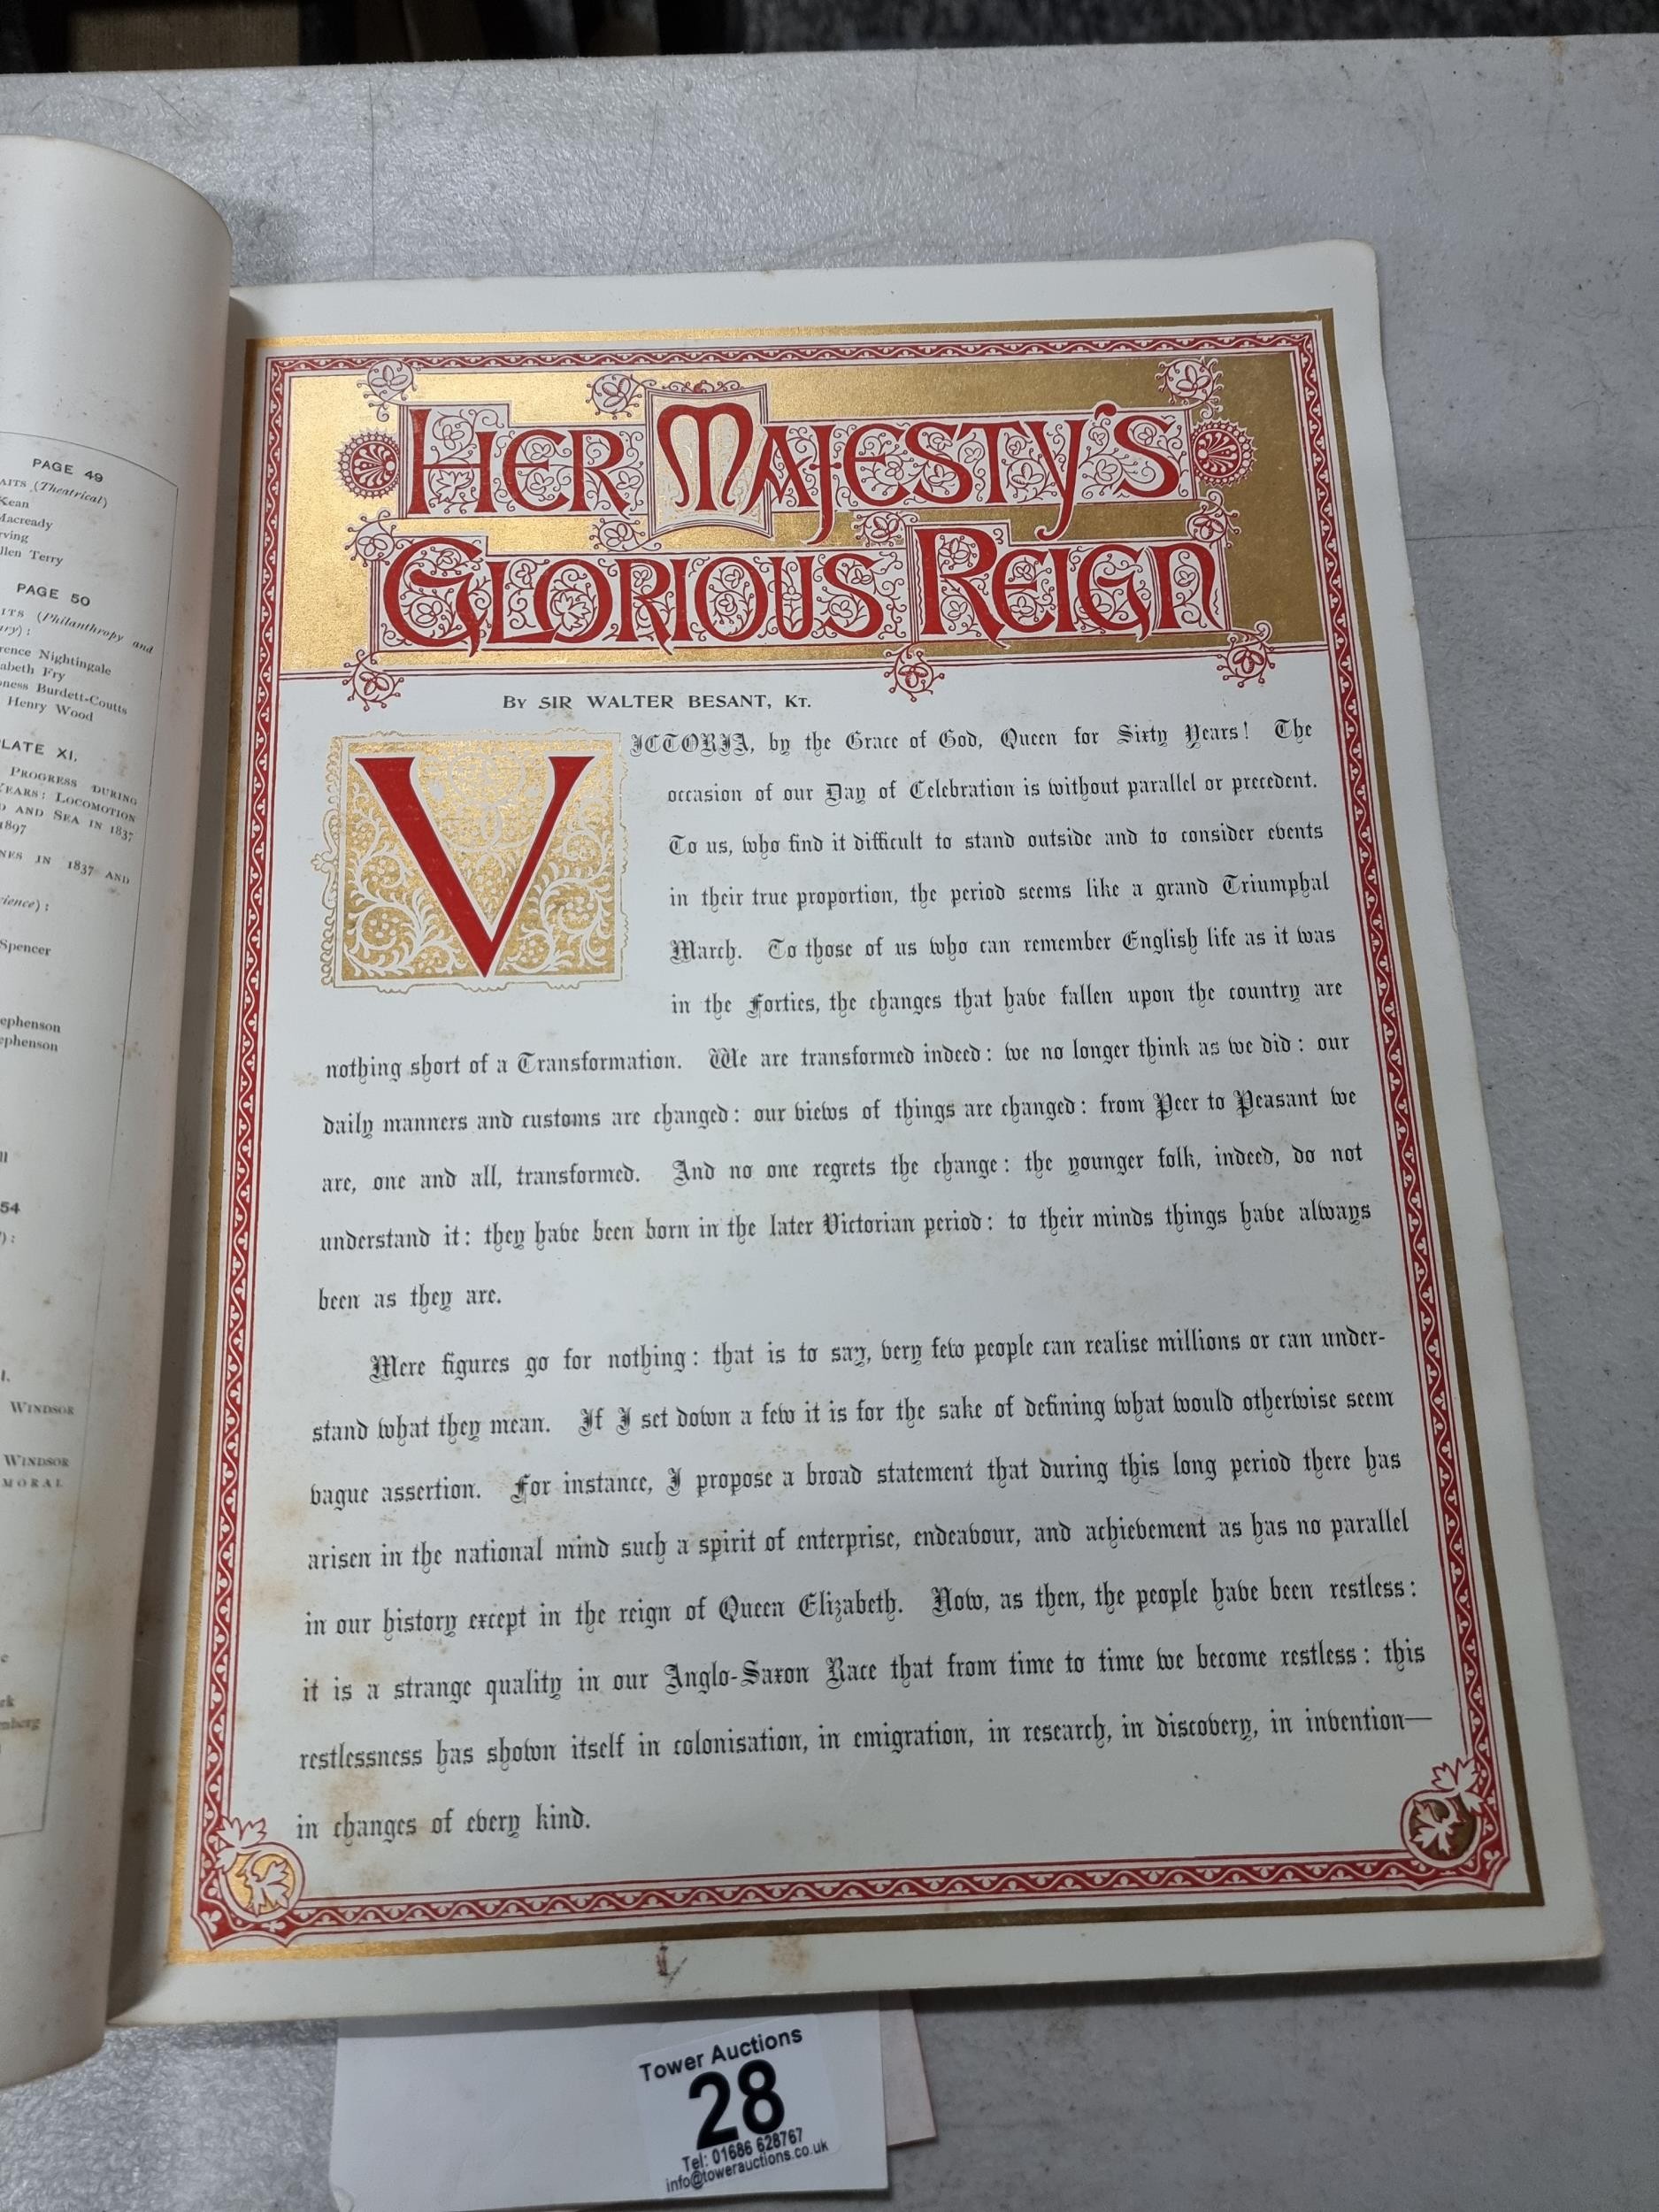 PAGE 49
(Theatrical)
Kean
Macready
Terry
PAGE 50
(Philanthropy and
Nightingale
Fry
Burdett-Coutts
Henry Wood
XI.
PROGRESS DURING
LOCOMOTION
AND SEA IN 1837
1897
IN 1837 AND
Spencer
54
WINDSOR
WINDSOR
HER MAJESTY'S
GLORIOUS REIGN
BY SIR WALTER BESANT, KT.
VICTORIA, by the Grace of God, Queen for Sixty Years! The
occasion of our Day of Celebration is without parallel or precedent.
To us, who find it difficult to stand outside and to consider events
in their true proportion, the period seems like a grand Triumphal
March. To those of us who can remember English life as it was
in the Forties, the changes that have fallen upon the country are
nothing short of a Transformation. We are transformed indeed: we no longer think as we did: our
daily manners and customs are changed: our views of things are changed: from Peer to Peasant we
are, one and all, transformed. And no one regrets the change: the younger folk, indeed, do not
understand it: they have been born in the later Victorian period: to their minds things have always
been as they are.
Mere figures go for nothing: that is to say, very few people can realise millions or can under-
stand what they mean. If I set down a few it is for the sake of defining what would otherwise seem
vague assertion. For instance, I propose a broad statement that during this long period there has
arisen in the national mind such a spirit of enterprise, endeavour, and achievement as has no parallel
in our history except in the reign of Queen Elizabeth. Now, as then, the people have been restless:
it is a strange quality in our Anglo-Saxon Race that from time to time we become restless: this
restlessness has shown itself in colonisation, in emigration, in research, in discovery, in invention—
in changes of every kind.
Tower Auctions
28
Tel: 01686 628767
info@towerauctions.co.uk